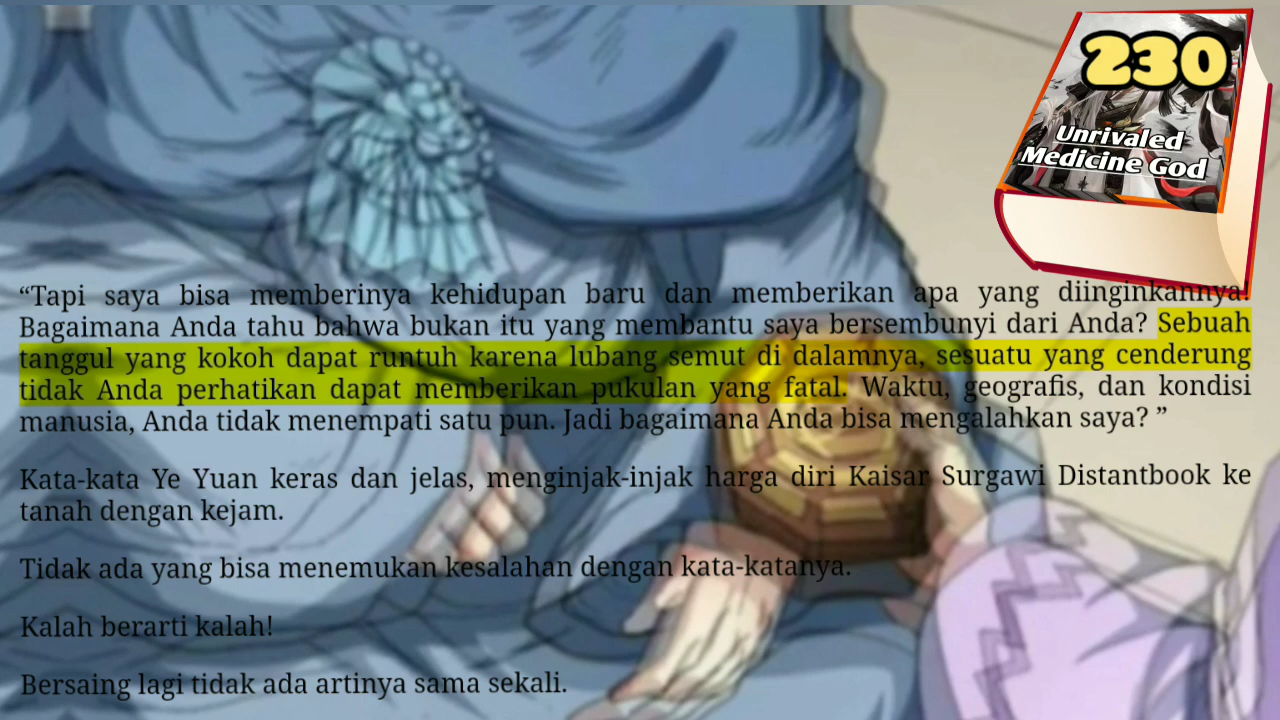 230
Unrivaled
Medicine God
“Tapi saya bisa memberinya kehidupan baru dan memberikan apa yang diinginkannya.
Bagaimana Anda tahu bahwa bukan itu yang membantu saya bersembunyi dari Anda? Sebuah
tanggul yang kokoh dapat runtuh karena lubang semut di dalamnya, sesuatu yang cenderung
tidak Anda perhatikan dapat memberikan pukulan yang fatal. Waktu, geografis, dan kondisi
manusia, Anda tidak menempati satu pun. Jadi bagaimana Anda bisa mengalahkan saya? ”
Kata-kata Ye Yuan keras dan jelas, menginjak-injak harga diri Kaisar Surgawi Distantbook ke
tanah dengan kejam.
Tidak ada yang bisa menemukan kesalahan dengan kata-katanya.
Kalah berarti kalah!
Bersaing lagi tidak ada artinya sama sekali.